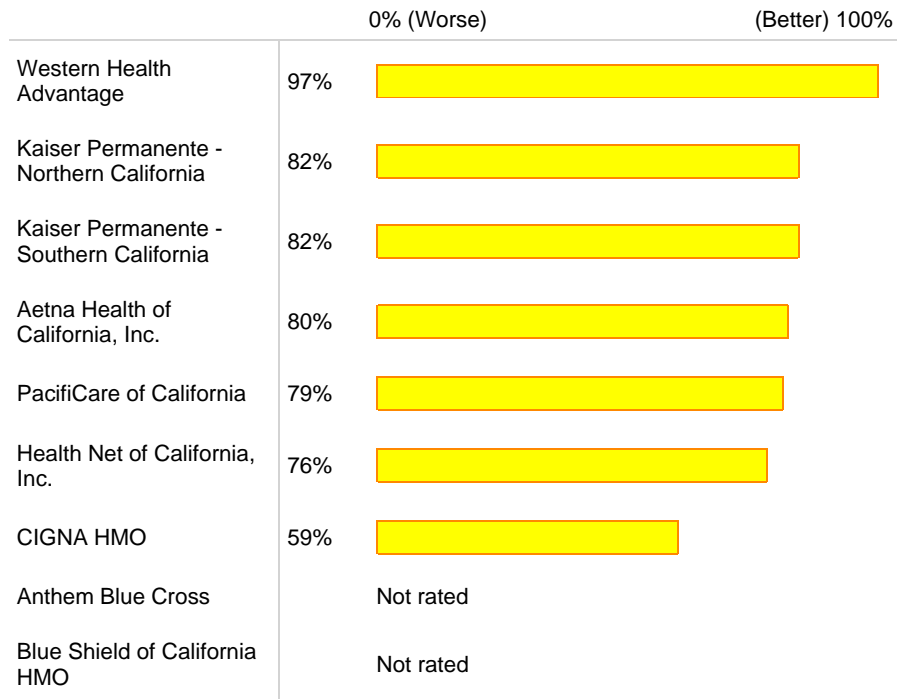 0% (Worse) (Better) 100%
Western Health
Advantage
97%
Kaiser Permanente -
Northern California
82%
Kaiser Permanente -
Southern California
82%
Aetna Health of
California, Inc.
80%
PacifiCare of California 79%
Health Net of California,
Inc.
76%
CIGNA HMO 59%
Anthem Blue Cross Not rated
Blue Shield of California
HMO
Not rated